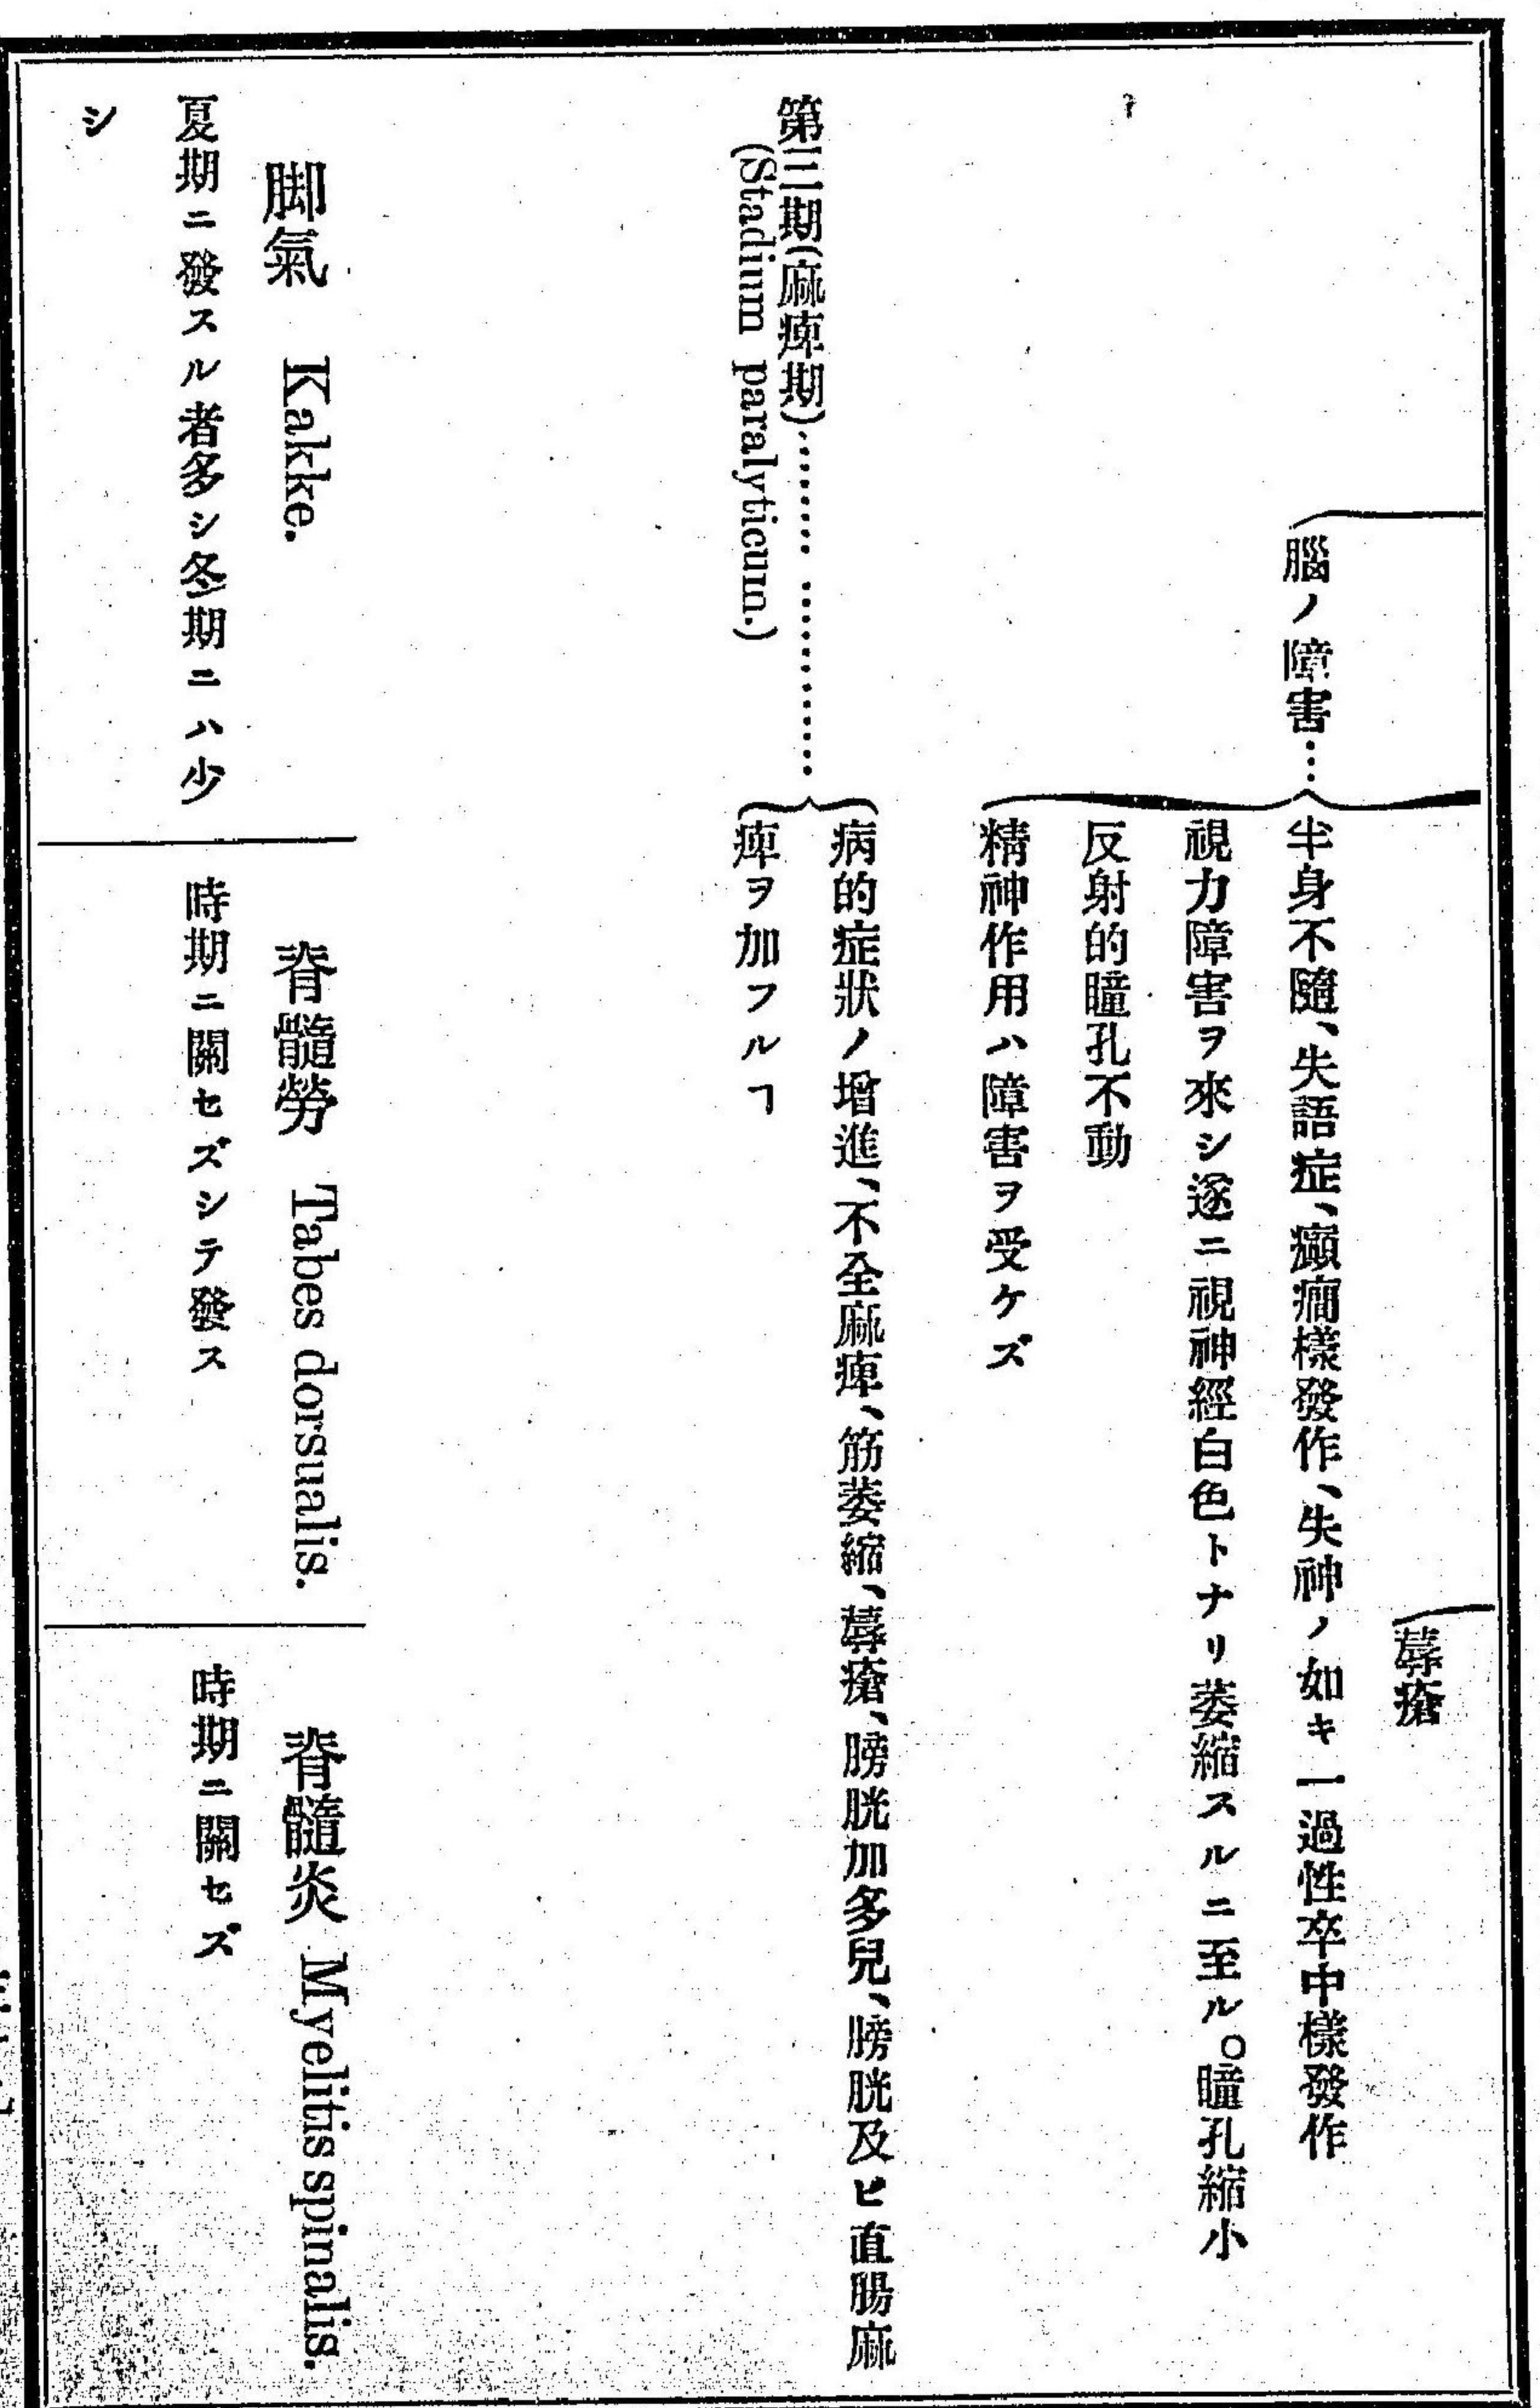 蓐瘡
腦ノ障害…
半身不隨、失語症、癲癇樣發作、失神ノ如キ一過性卒中樣發作
視力障害ヲ來シ遂ニ視神經白色トナリ萎縮スルニ至ル。瞳孔縮小
反射的瞳孔不動
精神作用ハ障害ヲ受ケズ
第三期(麻痺期)………………
(Stadium paralyticum.)
病的症狀ノ增進、不全麻痺、筋萎縮、蓐瘡、膀胱加多兒、膀胱及ビ直腸麻
痺ヲ加フルヿ
脚氣 Kakke.
夏期ニ發スル者多シ冬期ニハ少
シ
脊髓勞 Tabes dorsualis.
時期ニ關セズシテ發ス
脊髓炎 Myelitis spinalis.
時期ニ關セズ